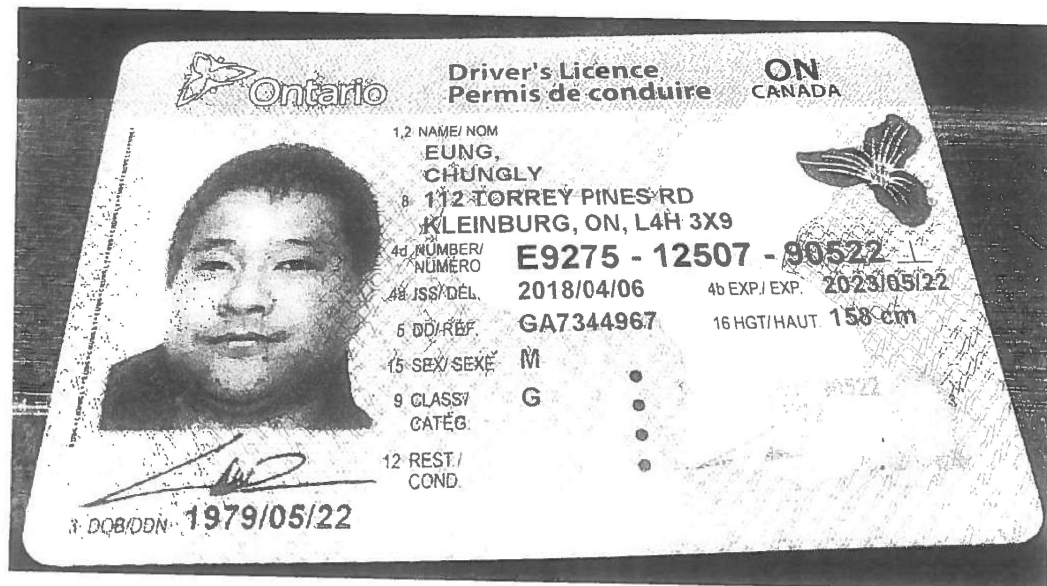 Ontario
Driver's Licence
Permis de conduire
ON
CANADA
1,2 NAME/ NOM
EUNG,
CHUNGLY
8 112 TORREY PINES RD
KLEINBURG, ON, L4H 3X9
4d NUMBER/ NUMÉRO E9275 - 12507 - 90522
4a ISS/ DÉL. 2018/04/06 4b EXP./ EXP. 2023/05/22
5 DD/ RÉF. GA7344967 16 HGT/ HAUT. 158 cm
15 SEX/ SEXE M
9 CLASS/ CATÉG. G
12 REST./ COND.
3 DOB/DDN 1979/05/22